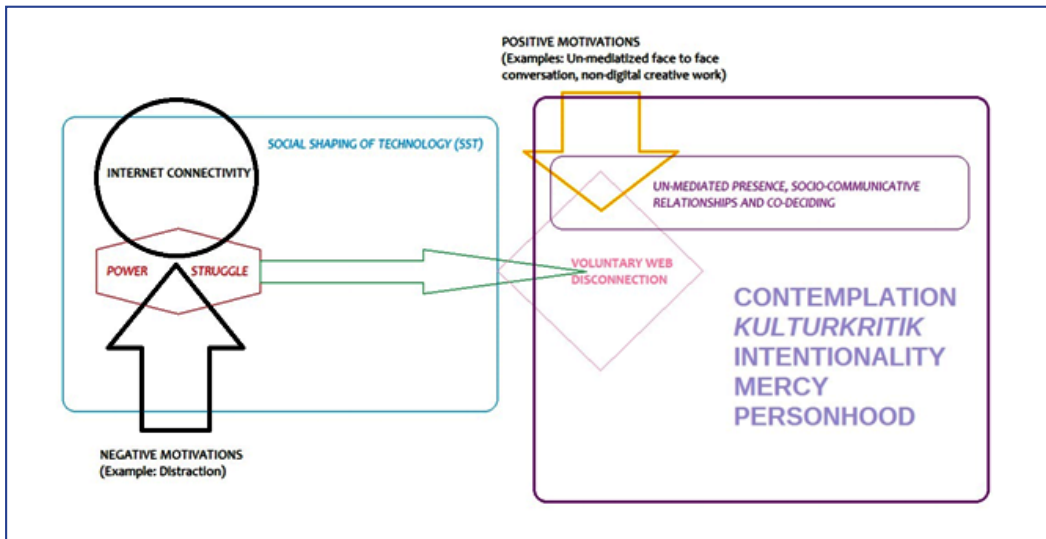 POSITIVE MOTIVATIONS
(Examples: Un-mediatized face to face
conversation, non-digital creative work)
SOCIAL SHAPING OF TECHNOLOGY (SST)
INTERNET CONNECTIVITY
POWER STRUGGLE
NEGATIVE MOTIVATIONS
(Example: Distraction)
UN-MEDIATED PRESENCE, SOCIO-COMMUNICATIVE
RELATIONSHIPS AND CO-DECIDING
VOLUNTARY WEB
DISCONNECTION
CONTEMPLATION
KULTURKRITIK
INTENTIONALITY
MERCY
PERSONHOOD